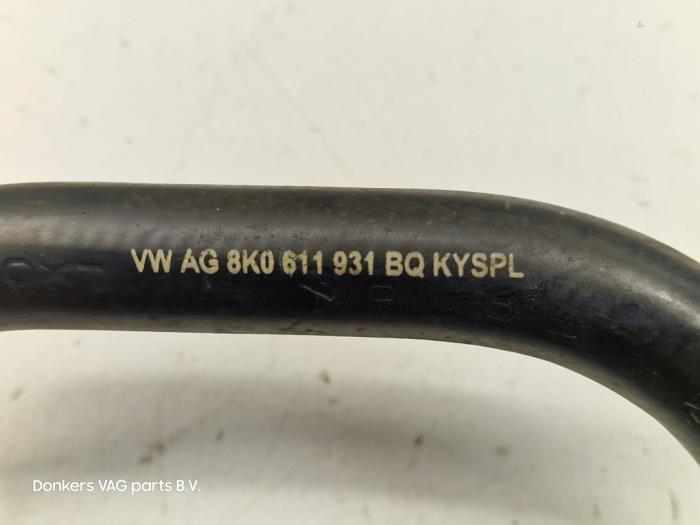 VW AG 8K0 611 931 BQ KYSPL
Donkers VAG parts B.V.